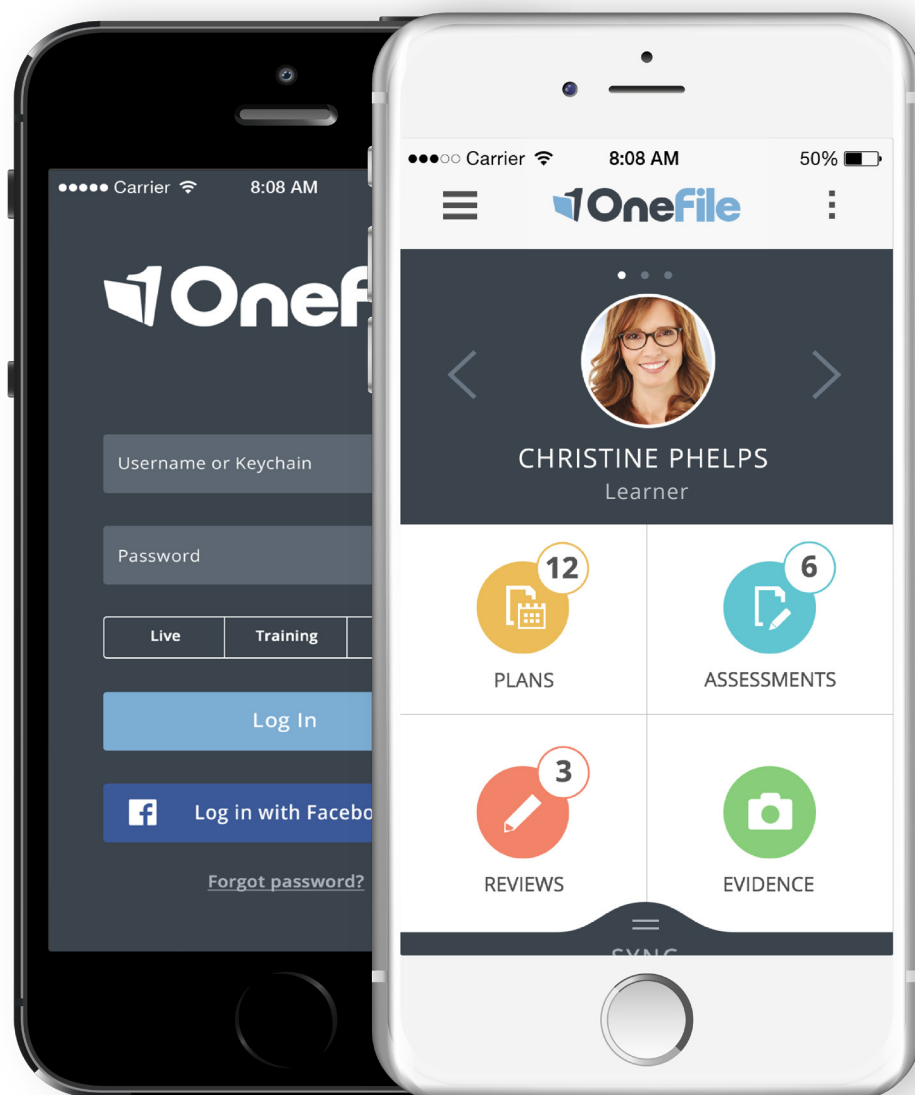 Carrier
8:08 AM
Onef
Username or Keychain
Password
Live
Training
Log In
Log in with Facebo
Forgot password?
Carrier
8:08 AM
50%
OneFile
CHRISTINE PHELPS
Learner
12
PLANS
6
ASSESSMENTS
3
REVIEWS
EVIDENCE
SYNC